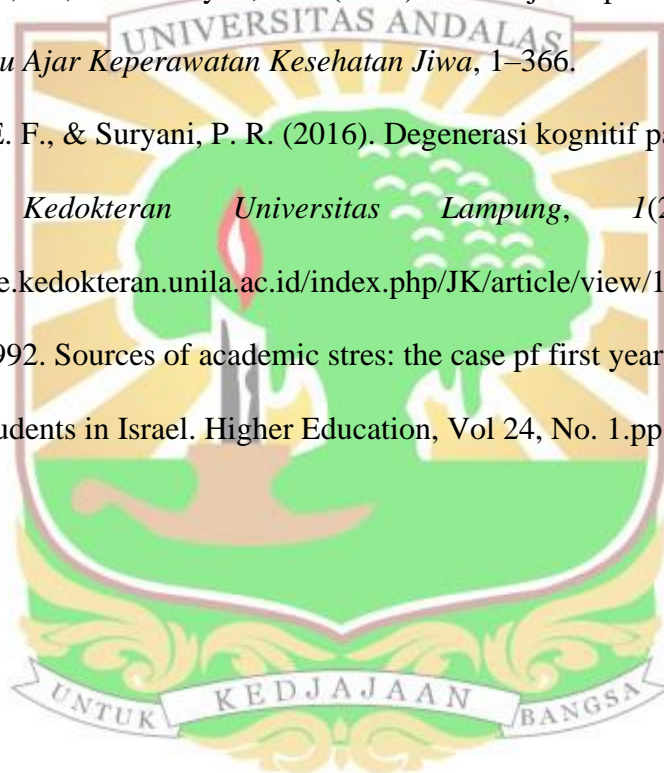 UNIVERSITAS ANDALAS
u Ajar Keperawatan Kesehatan Jiwa, 1–366.
E. F., & Suryani, P. R. (2016). Degenerasi kognitif pa
Kedokteran Universitas Lampung, 1(2
e.kedokteran.unila.ac.id/index.php/JK/article/view/1
992. Sources of academic stres: the case pf first year
udents in Israel. Higher Education, Vol 24, No. 1.pp
UNTUK KEDJAJAAN BANGSA